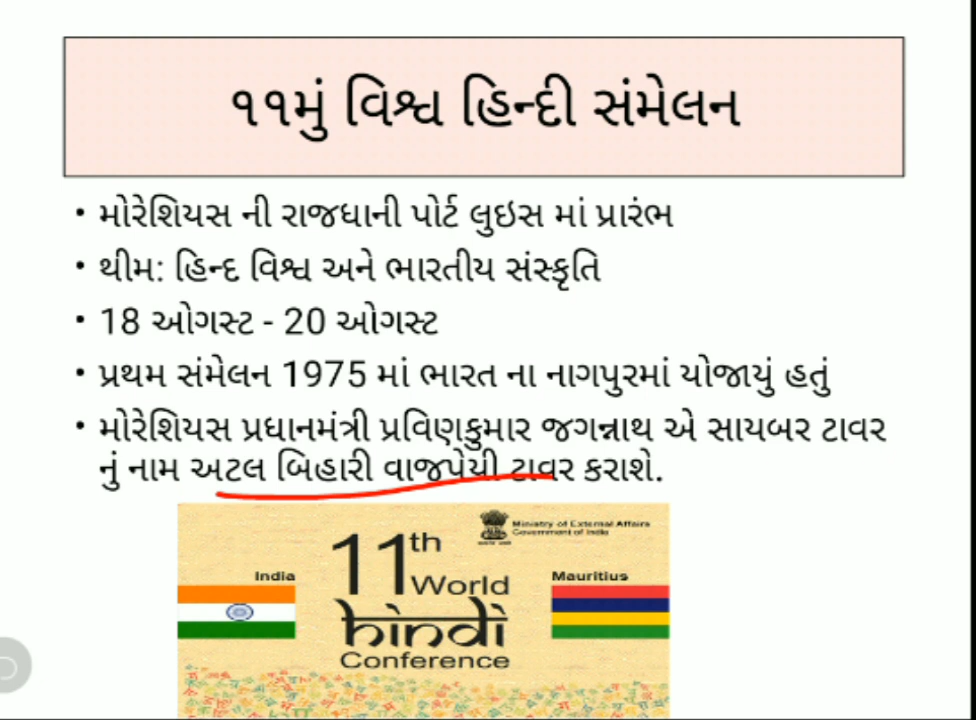 ૧૧મું વિશ્વ હિન્દી સંમેલન
• મોરેશિયસ ની રાજધાની પોર્ટ લુઇસ માં પ્રારંભ
• થીમ: હિન્દ વિશ્વ અને ભારતીય સંસ્કૃતિ
• 18 ઓગસ્ટ - 20 ઓગસ્ટ
• પ્રથમ સંમેલન 1975 માં ભારત ના નાગપુરમાં યોજાયું હતું
• મોરેશિયસ પ્રધાનમંત્રી પ્રવિણકુમાર જગન્નાથ એ સાયબર ટાવર
નું નામ અટલ બિહારી વાજપેયી ટાવર કરાશે.
Ministry of External Affairs
Government of India
11th
World
India
Mauritius
hindi
Conference